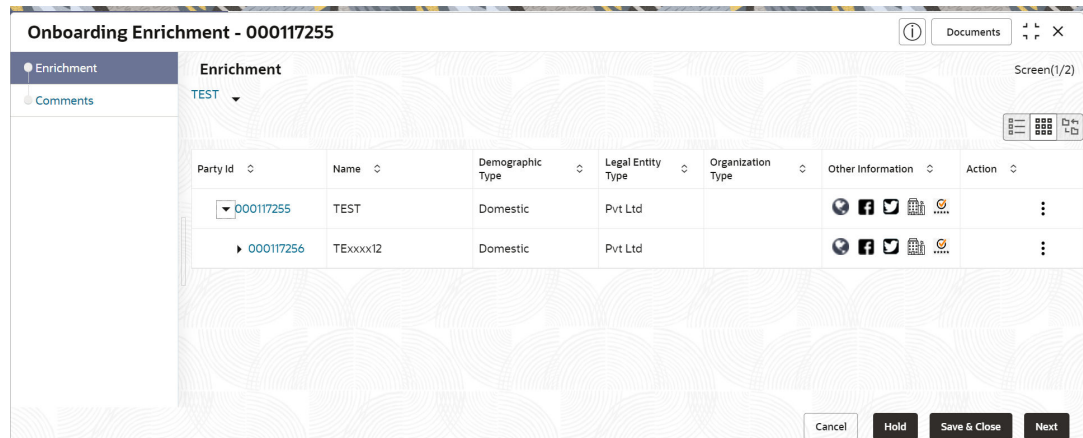 Onboarding Enrichment - 000117255
Documents
Enrichment
Comments
Enrichment
Screen(1/2)
TEST
Party Id Name Demographic Type Legal Entity Type Organization Type Other Information Action
000117255 TEST Domestic Pvt Ltd
000117256 TExxxx12 Domestic Pvt Ltd
Cancel Hold Save & Close Next